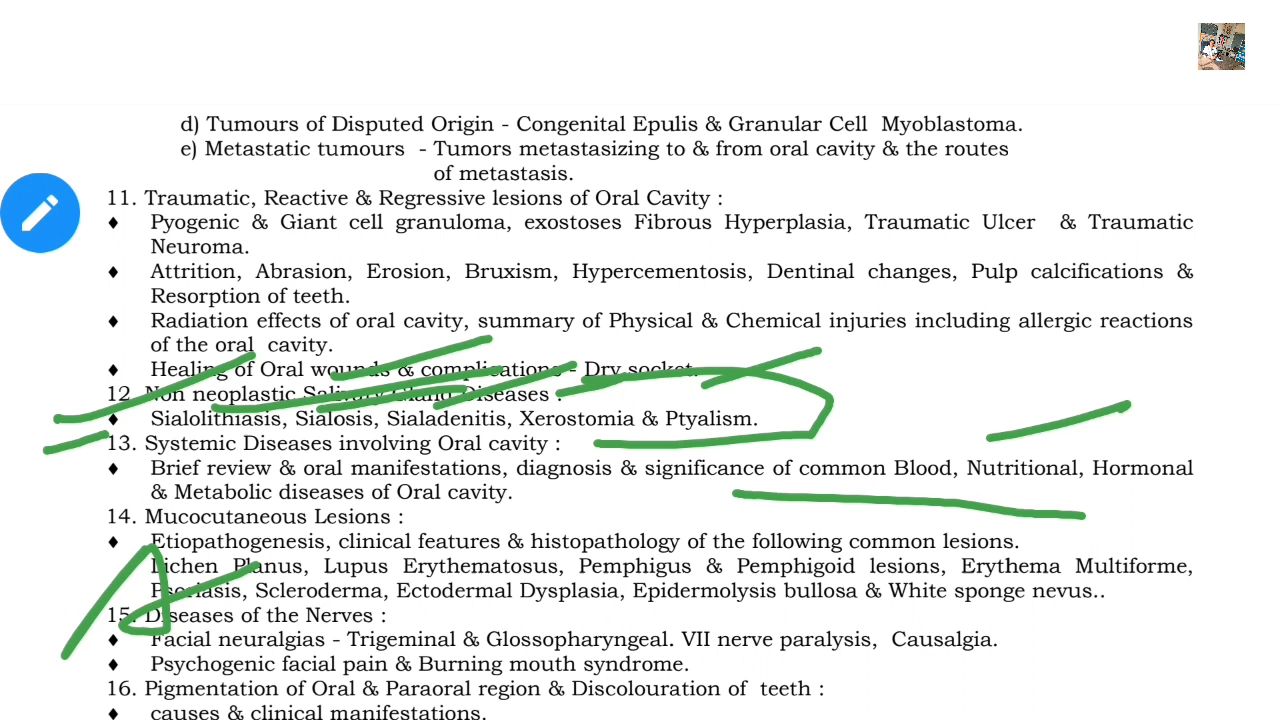 d) Tumours of Disputed Origin - Congenital Epulis & Granular Cell Myoblastoma.
e) Metastatic tumours - Tumors metastasizing to & from oral cavity & the routes
of metastasis.
11. Traumatic, Reactive & Regressive lesions of Oral Cavity :
♦ Pyogenic & Giant cell granuloma, exostoses Fibrous Hyperplasia, Traumatic Ulcer & Traumatic
Neuroma.
♦ Attrition, Abrasion, Erosion, Bruxism, Hypercementosis, Dentinal changes, Pulp calcifications &
Resorption of teeth.
♦ Radiation effects of oral cavity, summary of Physical & Chemical injuries including allergic reactions
of the oral cavity.
♦ Healing of Oral wounds & complications - Dry socket.
12. Non neoplastic Salivary Gland Diseases :
♦ Sialolithiasis, Sialosis, Sialadenitis, Xerostomia & Ptyalism.
13. Systemic Diseases involving Oral cavity :
♦ Brief review & oral manifestations, diagnosis & significance of common Blood, Nutritional, Hormonal
& Metabolic diseases of Oral cavity.
14. Mucocutaneous Lesions :
♦ Etiopathogenesis, clinical features & histopathology of the following common lesions.
Lichen Planus, Lupus Erythematosus, Pemphigus & Pemphigoid lesions, Erythema Multiforme,
Psoriasis, Scleroderma, Ectodermal Dysplasia, Epidermolysis bullosa & White sponge nevus..
15. Diseases of the Nerves :
♦ Facial neuralgias - Trigeminal & Glossopharyngeal. VII nerve paralysis, Causalgia.
♦ Psychogenic facial pain & Burning mouth syndrome.
16. Pigmentation of Oral & Paraoral region & Discolouration of teeth :
♦ causes & clinical manifestations.